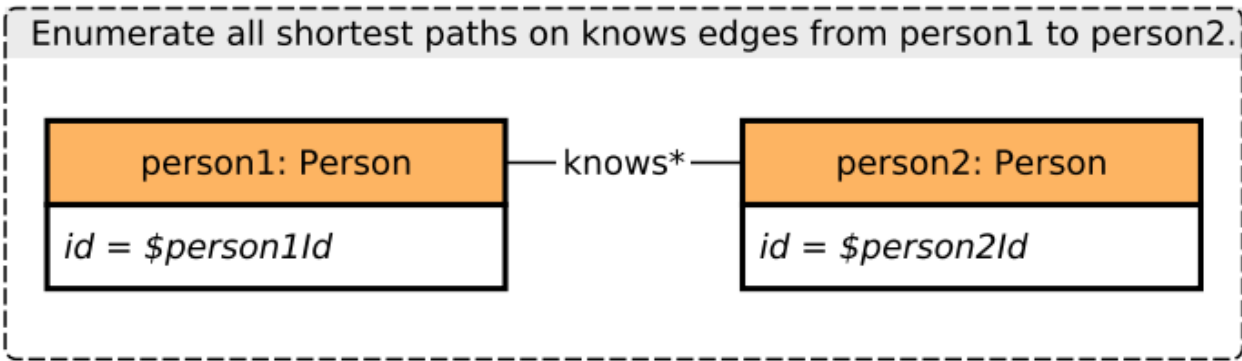 Enumerate all shortest paths on knows edges from person1 to person2.
person1: Person
knows*
person2: Person
id = $person1Id
id = $person2Id